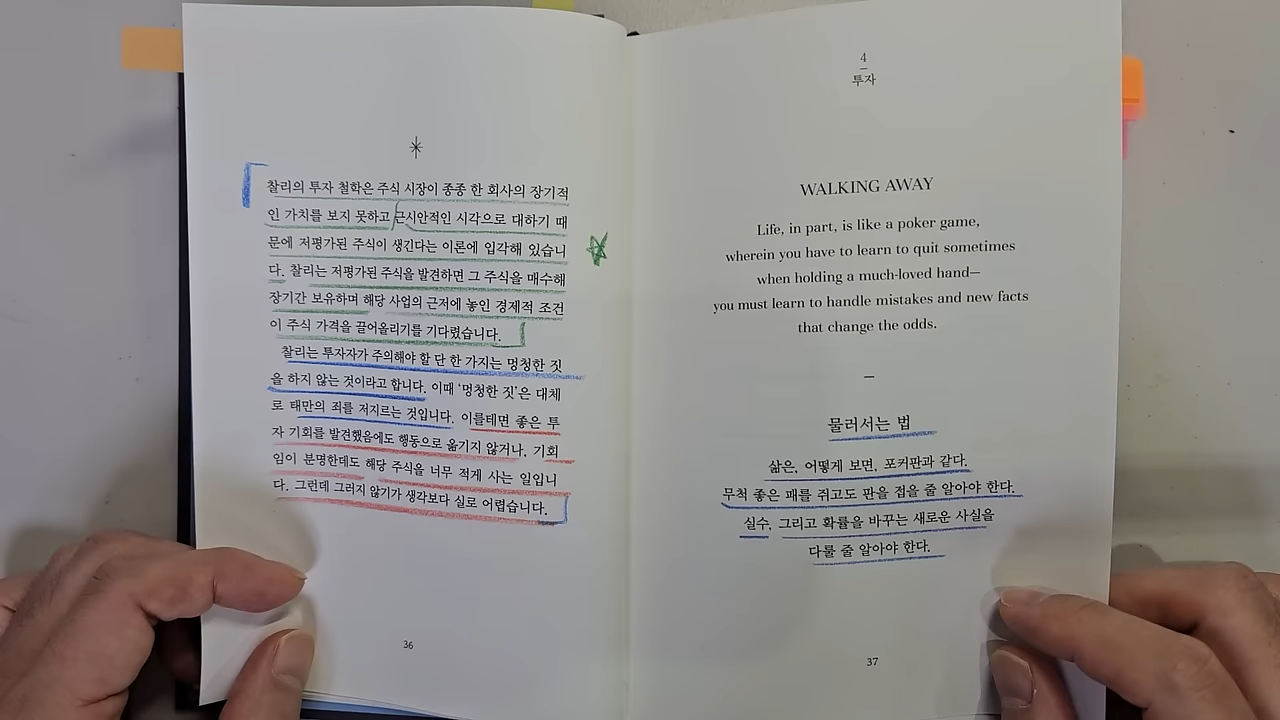 찰리의 투자 철학은 주식 시장이 종종 한 회사의 장기적
인 가치를 보지 못하고 근시안적인 시각으로 대하기 때
문에 저평가된 주식이 생긴다는 이론에 입각해 있습니
다. 찰리는 저평가된 주식을 발견하면 그 주식을 매수해
장기간 보유하며 해당 사업의 근저에 놓인 경제적 조건
이 주식 가격을 끌어올리기를 기다렸습니다.
찰리는 투자자가 주의해야 할 단 한 가지는 멍청한 짓
을 하지 않는 것이라고 합니다. 이때 ‘멍청한 짓’은 대체
로 태만의 죄를 저지르는 것입니다. 이를테면 좋은 투
자 기회를 발견했음에도 행동으로 옮기지 않거나, 기회
임이 분명한데도 해당 주식을 너무 적게 사는 일입니
다. 그런데 그러지 않기가 생각보다 실로 어렵습니다.
36
4
투자
WALKING AWAY
Life, in part, is like a poker game,
wherein you have to learn to quit sometimes
when holding a much-loved hand—
you must learn to handle mistakes and new facts
that change the odds.
물러서는 법
삶은, 어떻게 보면, 포커판과 같다.
무척 좋은 패를 쥐고도 판을 접을 줄 알아야 한다.
실수, 그리고 확률을 바꾸는 새로운 사실을
다룰 줄 알아야 한다.
37